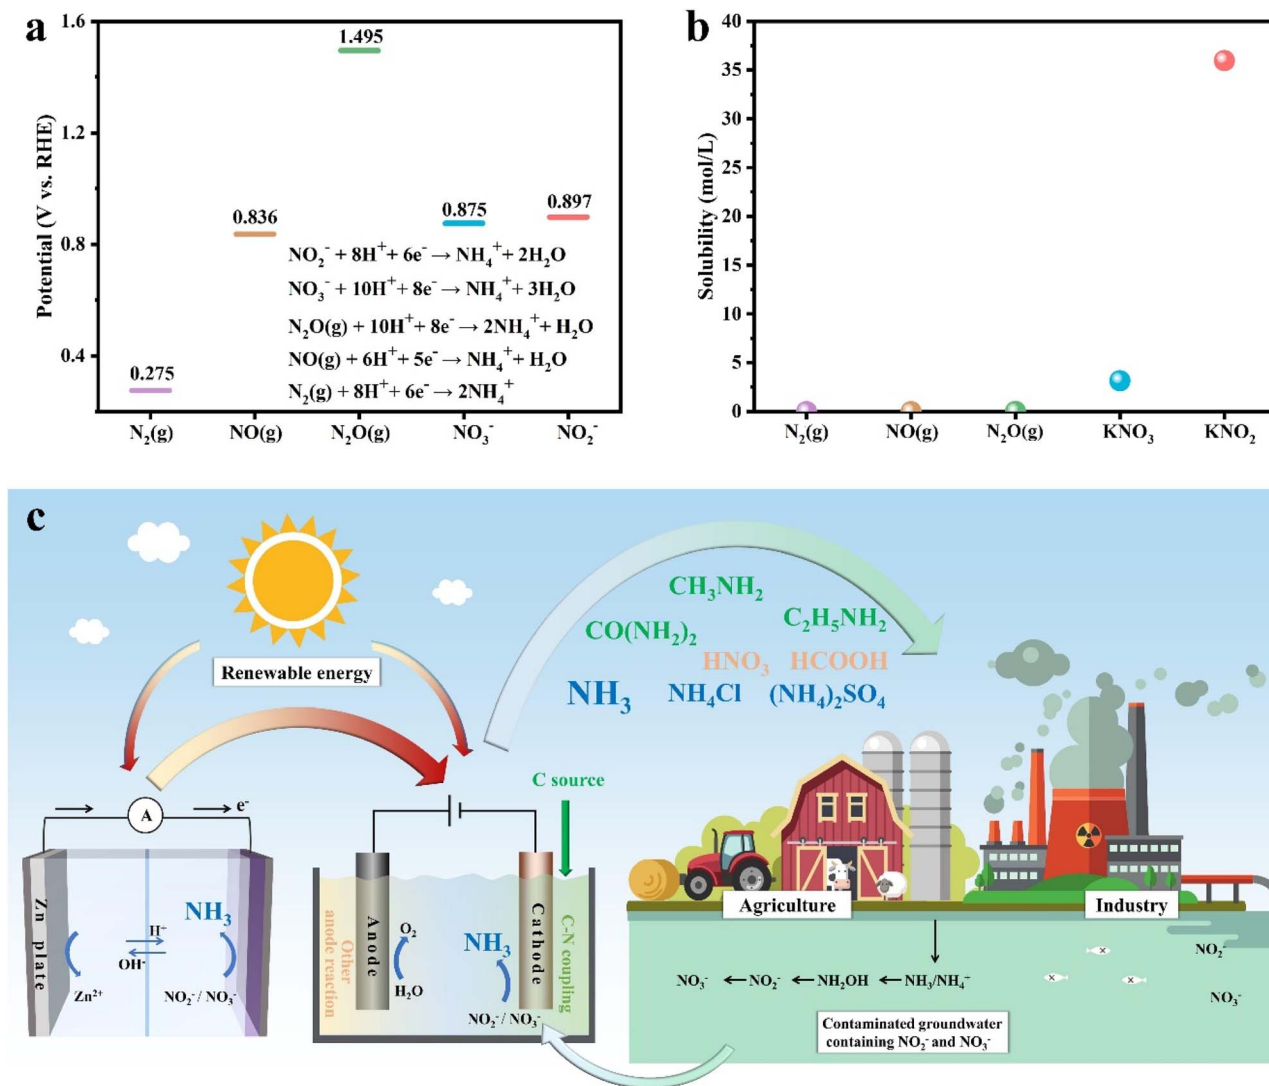 a
1.6
1.2
0.8
0.4
Potential (V vs. RHE)
0.275
0.836
1.495
0.875
0.897
NO₂⁻ + 8H⁺ + 6e⁻ → NH₄⁺ + 2H₂O
NO₃⁻ + 10H⁺ + 8e⁻ → NH₄⁺ + 3H₂O
N₂O(g) + 10H⁺ + 8e⁻ → 2NH₄⁺ + H₂O
NO(g) + 6H⁺ + 5e⁻ → NH₄⁺ + H₂O
N₂(g) + 8H⁺ + 6e⁻ → 2NH₄⁺
N₂(g)
NO(g)
N₂O(g)
NO₃⁻
NO₂⁻
b
40
35
30
25
20
15
10
5
0
Solubility (mol/L)
N₂(g)
NO(g)
N₂O(g)
KNO₃
KNO₂
c
Renewable energy
CH₃NH₂
CO(NH₂)₂
C₂H₅NH₂
HNO₃ HCOOH
NH₃ NH₄Cl (NH₄)₂SO₄
C source
A
e⁻
Zn plate
NH₃
H⁺
OH⁻
Zn²⁺
NO₂⁻/ NO₃⁻
Other
anode reaction
Anode
O₂
H₂O
NH₃
NO₂⁻/ NO₃⁻
Cathode
C-N coupling
Agriculture
Industry
NO₃⁻ ← NO₂⁻ ← NH₂OH ← NH₃/NH₄⁺
NO₂⁻
NO₃⁻
Contaminated groundwater
containing NO₂⁻ and NO₃⁻